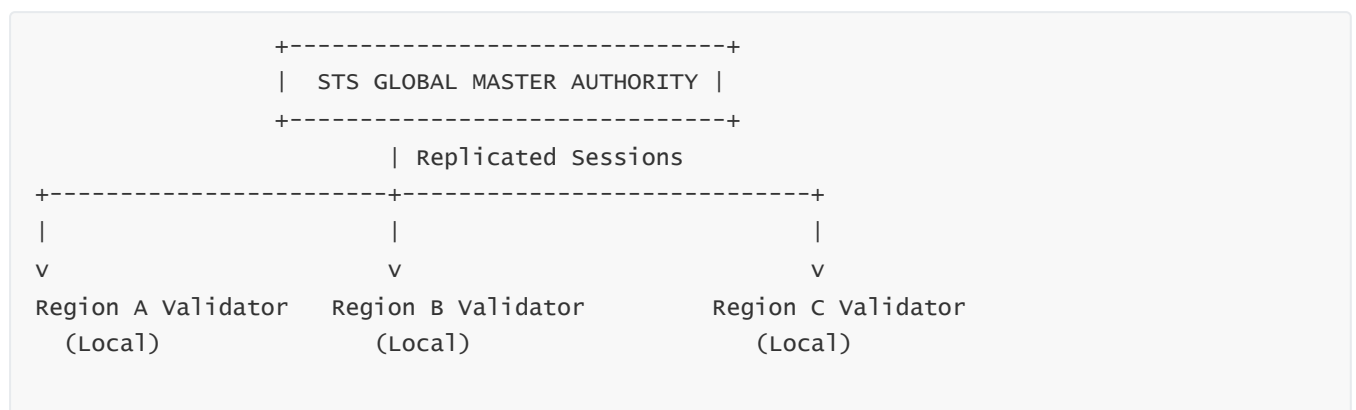 +-------------------------------+
|  STS GLOBAL MASTER AUTHORITY |
+-------------------------------+
| Replicated Sessions
+------------------------+-----------------------------+
|                        |                             |
v                        v                             v
Region A Validator   Region B Validator         Region C Validator
(Local)               (Local)                    (Local)